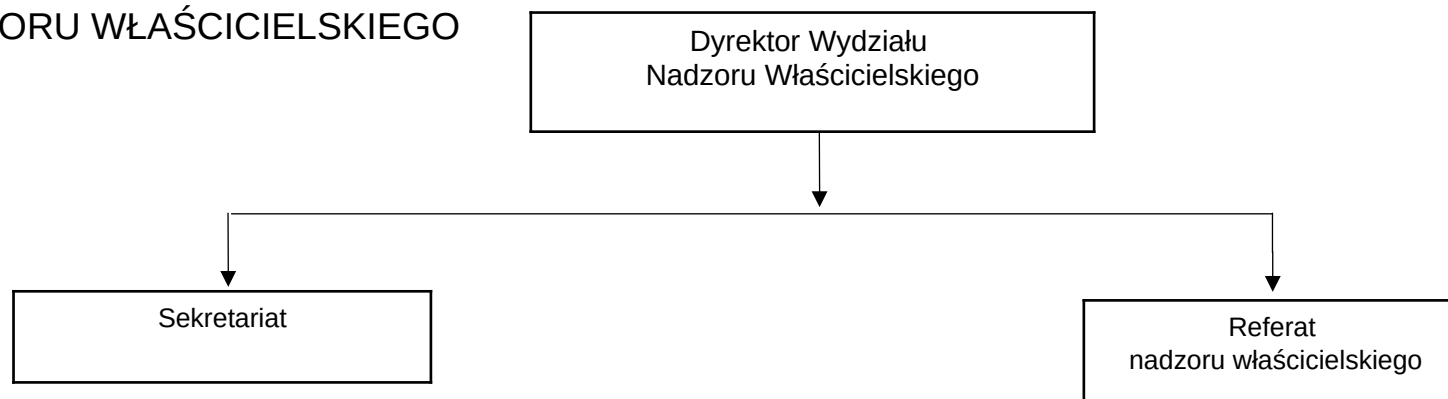 ORU WŁAŚCICIELSKIEGO
Dyrektor Wydziału
Nadzoru Właścicielskiego
Sekretariat
Referat
nadzoru właścicielskiego